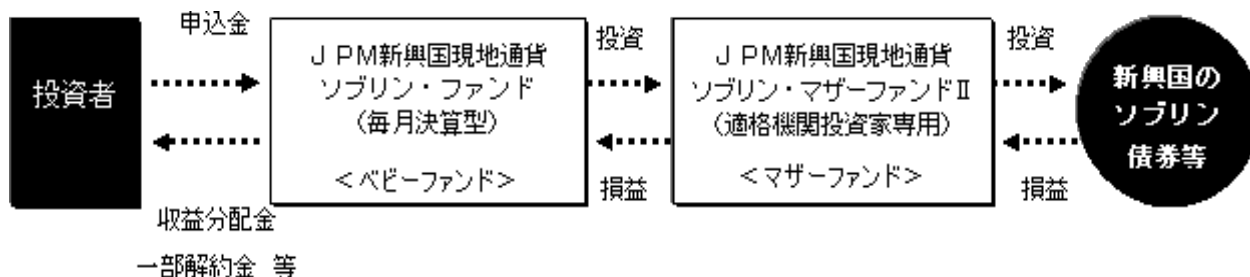 申込金
投資者
収益分配金
一部解約金 等
ＪＰＭ新興国現地通貨
ソブリン・ファンド
（毎月決算型）
＜ベビーファンド＞
投資
損益
ＪＰＭ新興国現地通貨
ソブリン・マザーファンドⅡ
（適格機関投資家専用）
＜マザーファンド＞
投資
損益
新興国の
ソブリン
債券等